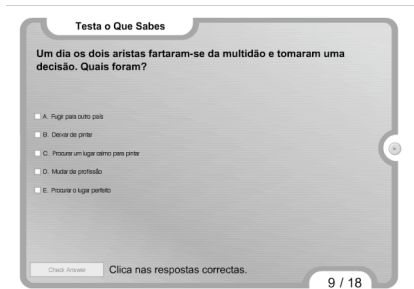 Testa o Que Sabes
Um dia os dois aristas fartaram-se da multidão e tomaram uma
decisão. Quais foram?
A. Fugir para outro país
B. Deixar de pintar
C. Procurar um lugar calmo para pintar
D. Mudar de profissão
E. Procurar o lugar perfeito
Check Answer
Clica nas respostas correctas.
9 / 18